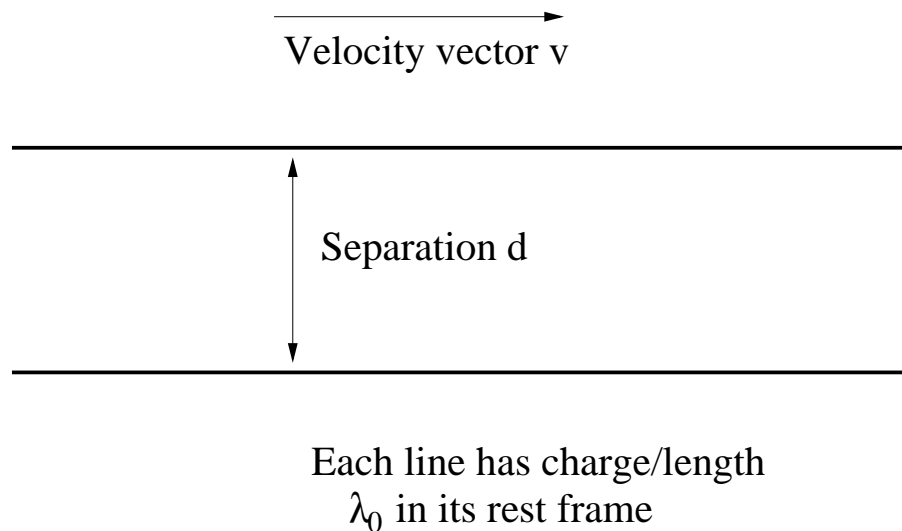 Velocity vector v
Separation d
Each line has charge/length
λ₀ in its rest frame